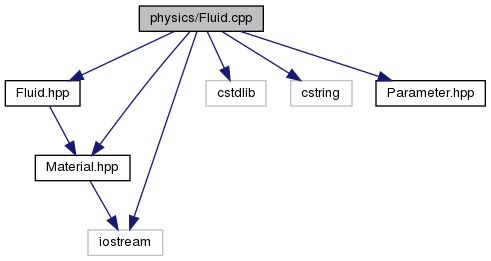 physics/Fluid.cpp
Fluid.hpp
cstdlib
cstring
Parameter.hpp
Material.hpp
iostream